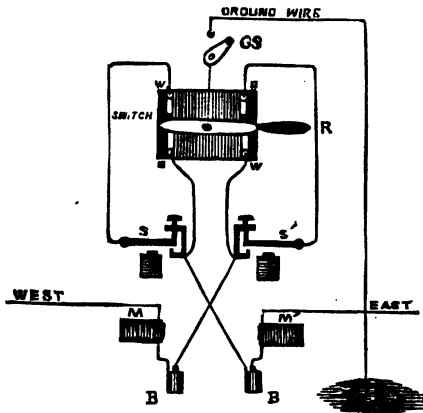 GROUND WIRE
GS
W E
SWITCH R
E W
S S'
WEST EAST
M M'
B B